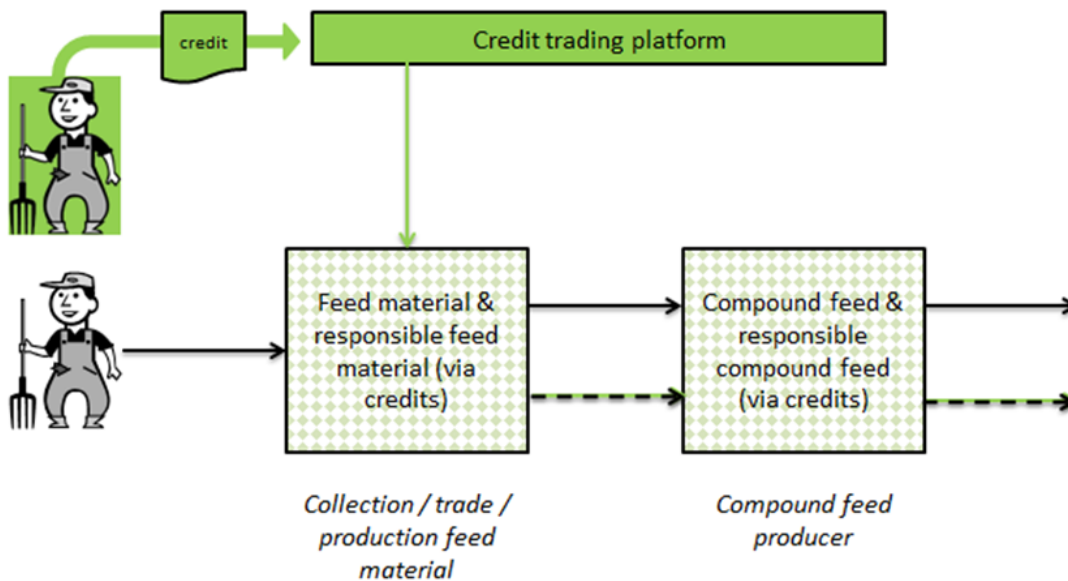 credit
Credit trading platform
Feed material &
responsible feed
material (via
credits)
Compound feed &
responsible
compound feed
(via credits)
Collection / trade /
production feed
material
Compound feed
producer